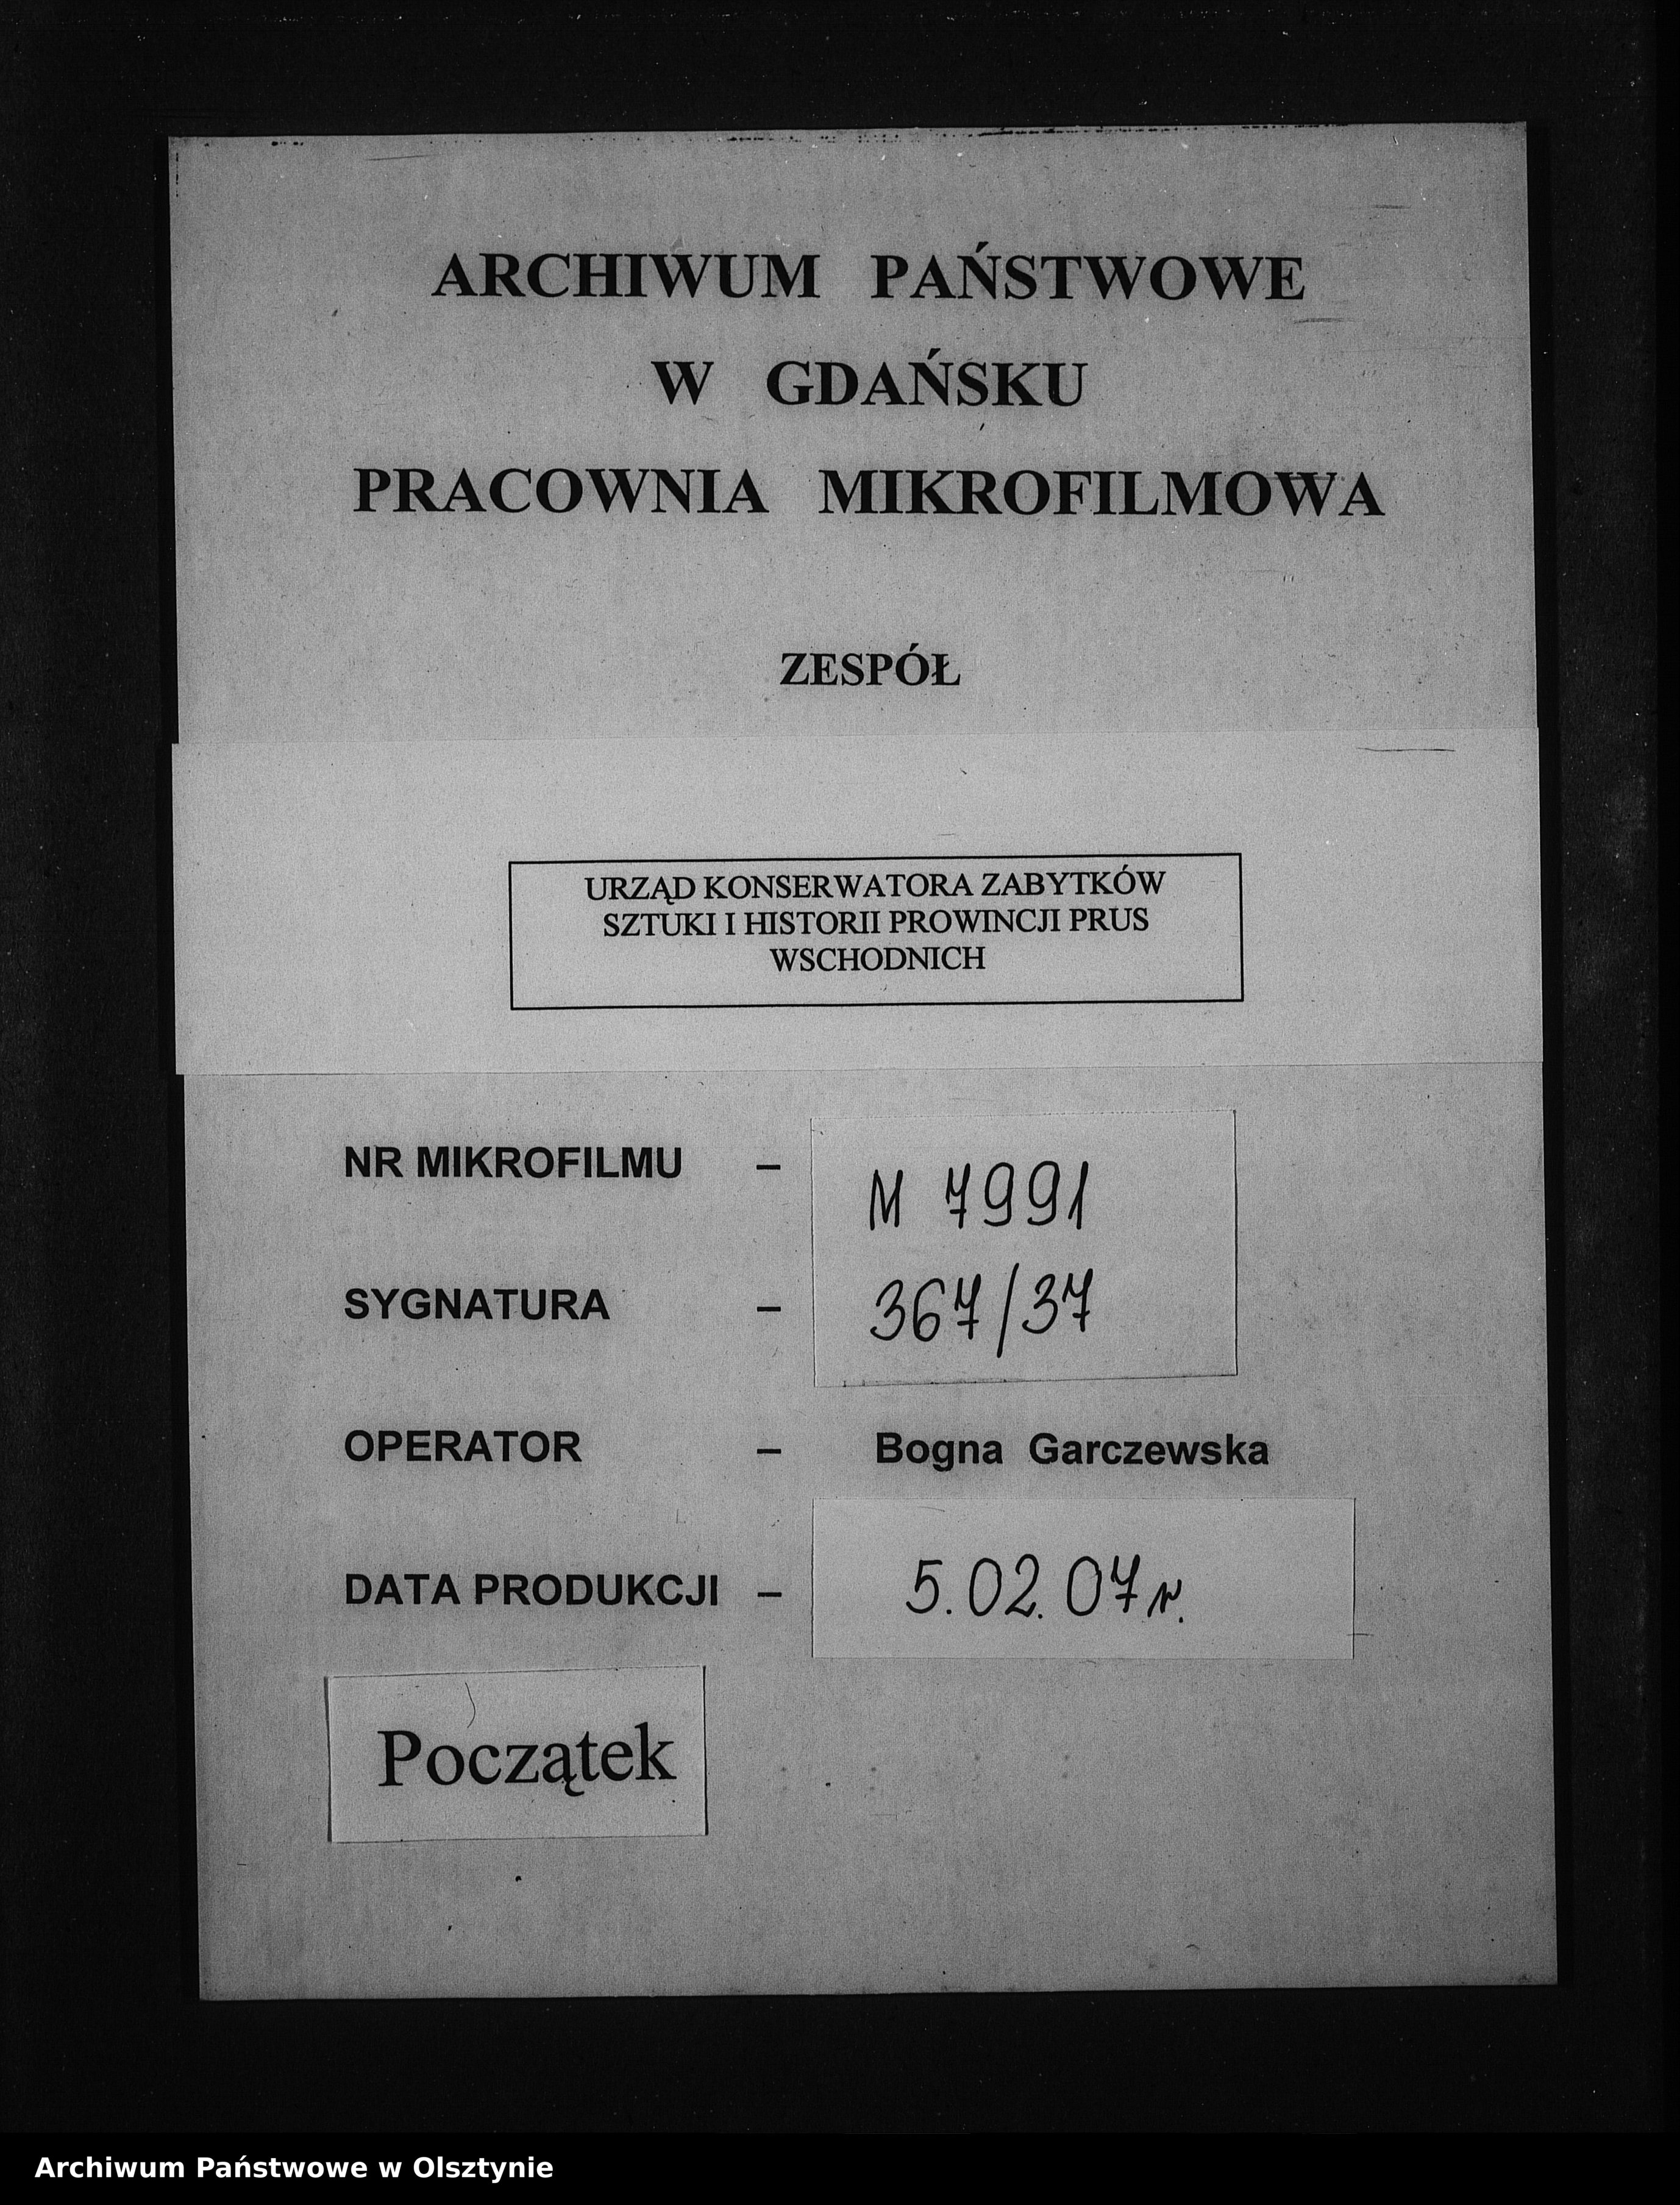 ARCHIWUM PAŃSTWOWE
W GDAŃSKU
PRACOWNIA MIKROFILMOWA
ZESPÓŁ
URZĄD KONSERWATORA ZABYTKÓW
SZTUKI I HISTORII PROWINCJI PRUS
WSCHODNICH
NR MIKROFILMU – M 7991
SYGNATURA – 367/37
OPERATOR – Bogna Garczewska
DATA PRODUKCJI – 5.02.07 r.
Początek
Archiwum Państwowe w Olsztynie